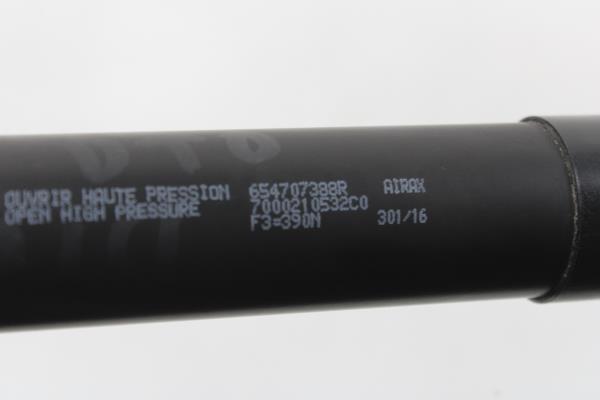 OUVRIR HAUTE PRESSION 654707388R AIRAX
OPEN HIGH PRESSURE 7000210532C0
F3=390N 301/16